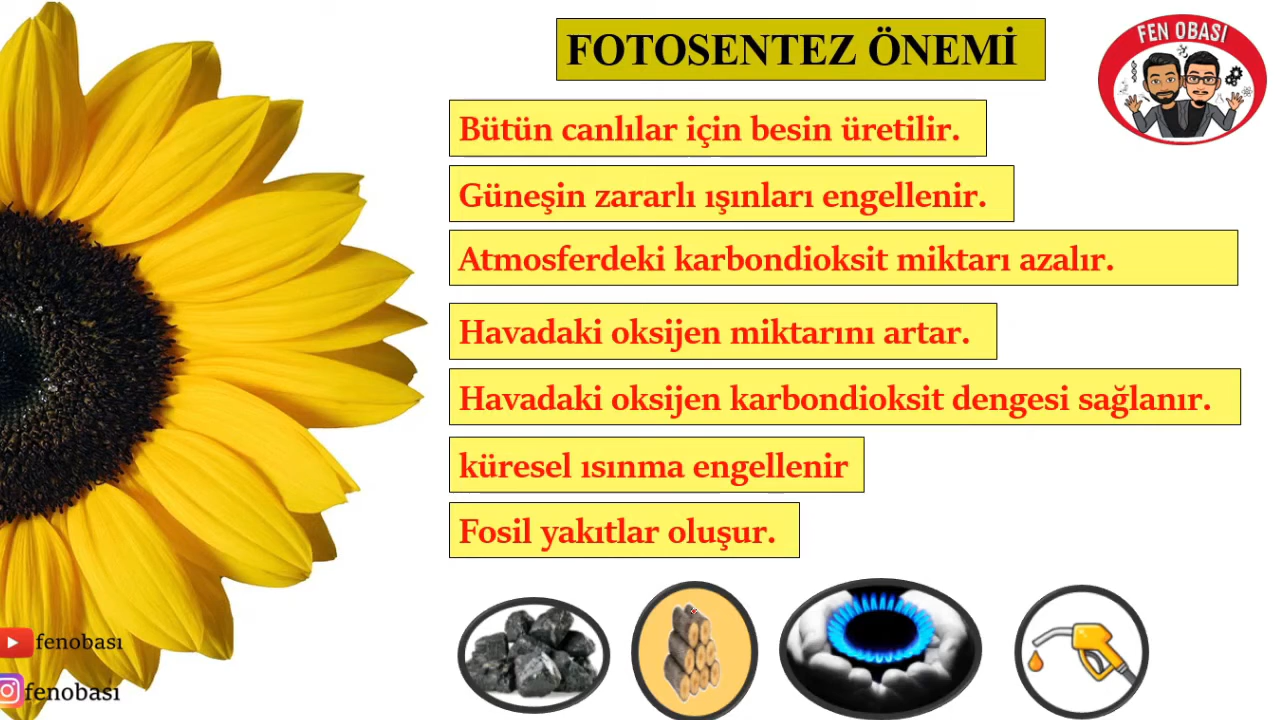 FOTOSENTEZ ÖNEMİ
FEN OBASI
Bütün canlılar için besin üretilir.
Güneşin zararlı ışınları engellenir.
Atmosferdeki karbondioksit miktarı azalır.
Havadaki oksijen miktarını artar.
Havadaki oksijen karbondioksit dengesi sağlanır.
küresel ısınma engellenir
Fosil yakıtlar oluşur.
fenobası
fenobası